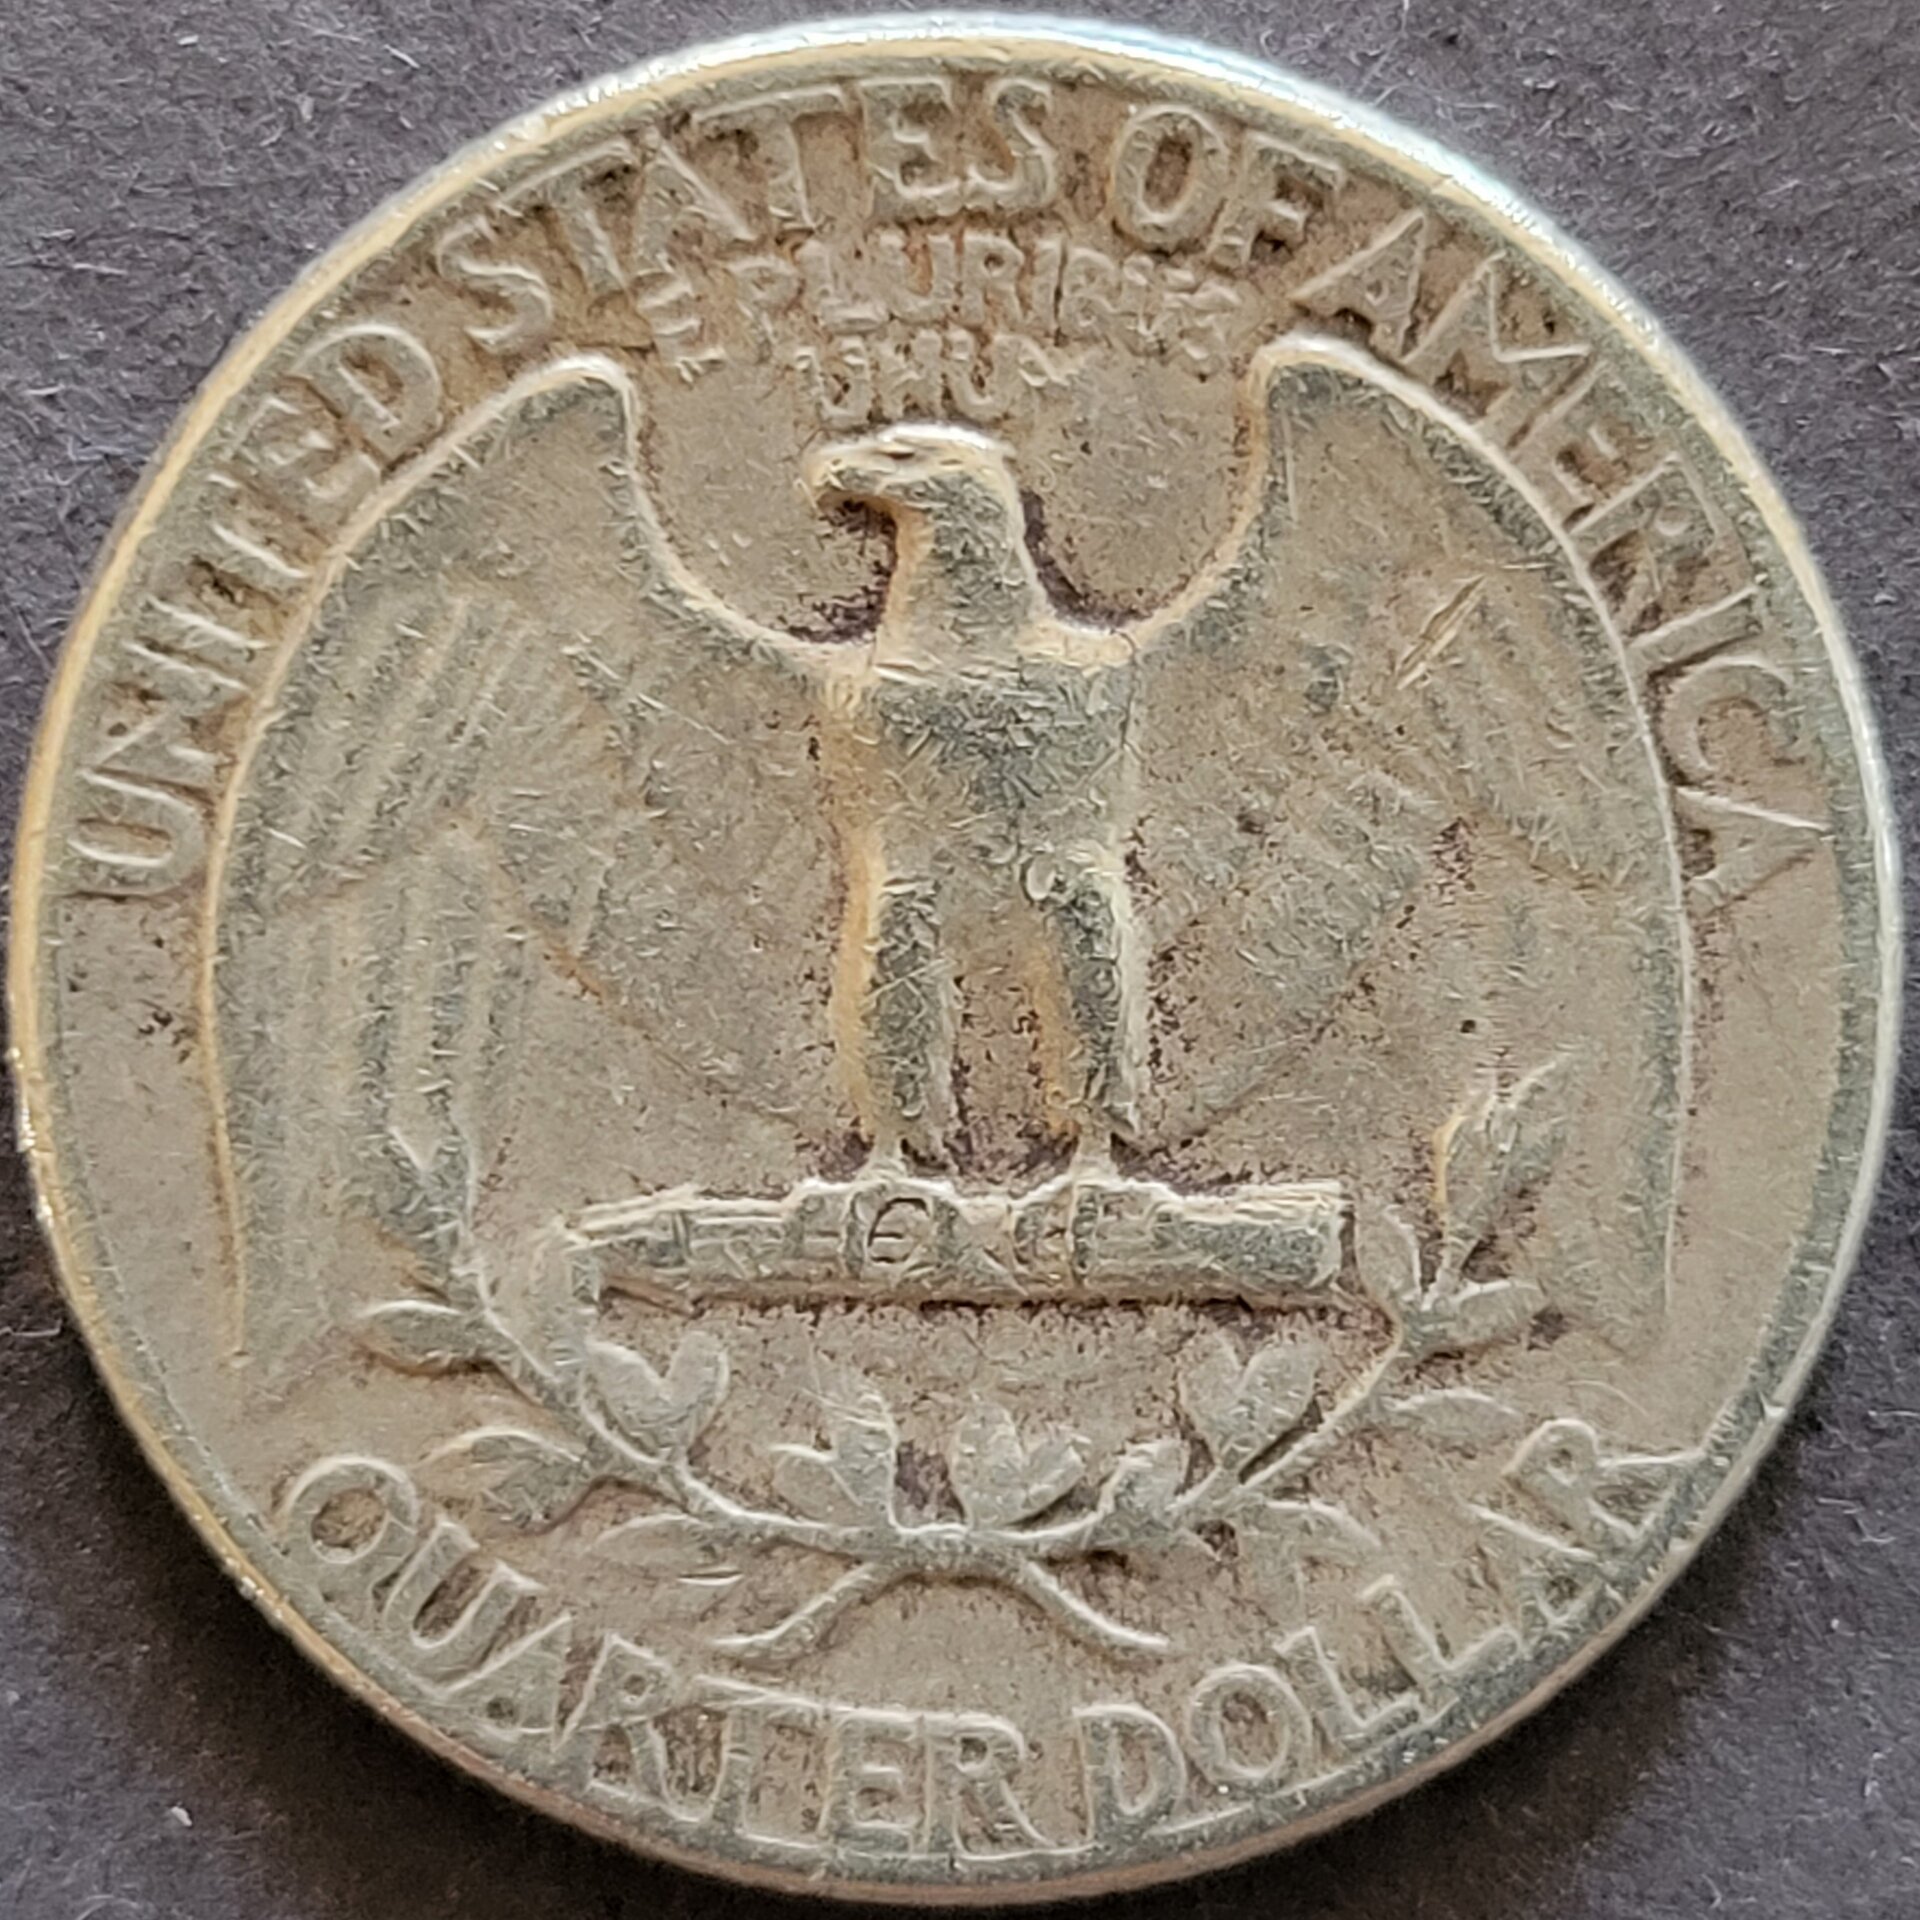 UNITED STATES OF AMERICA
E PLURIBUS
UNUM
QUARTER DOLLAR